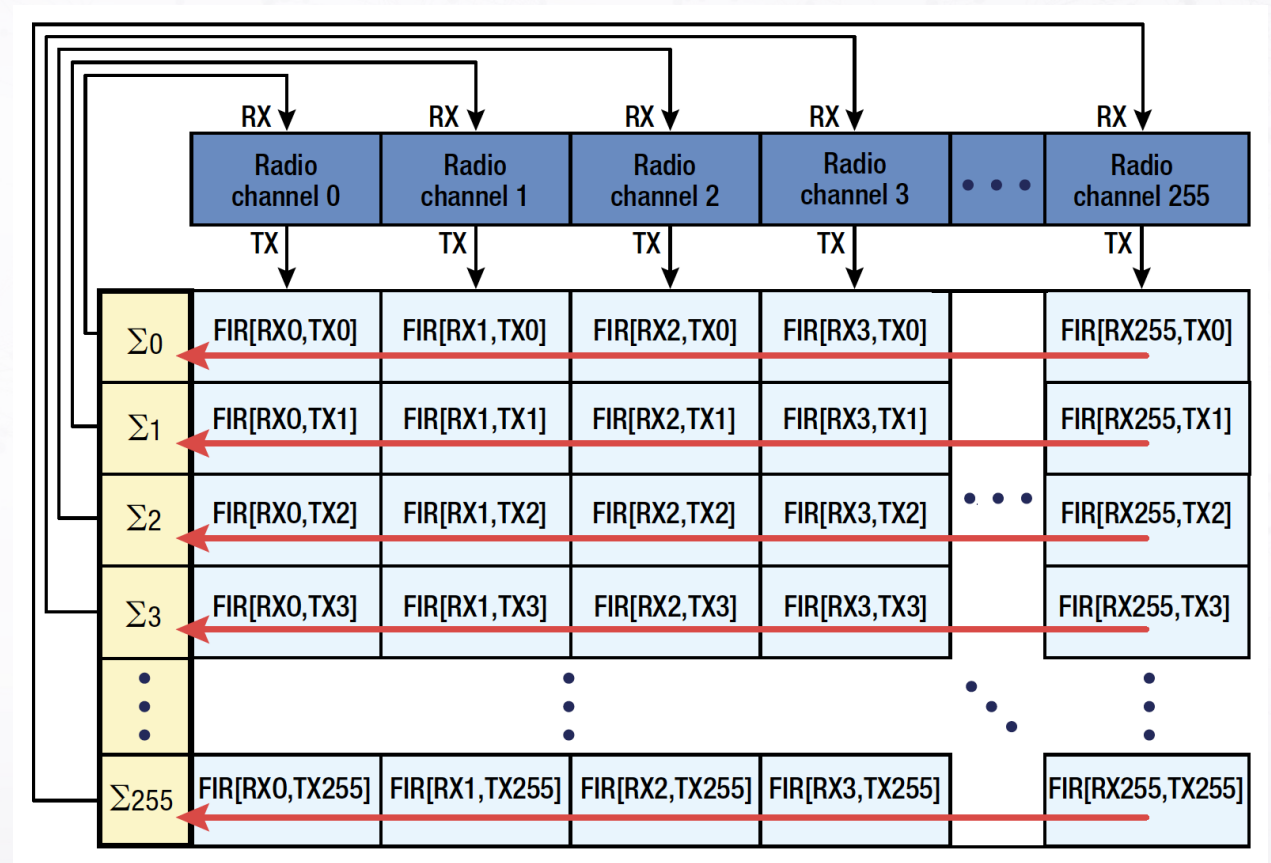 RX RX RX RX RX
Radio channel 0 Radio channel 1 Radio channel 2 Radio channel 3 • • • Radio channel 255
TX TX TX TX TX
Σ0 FIR[RX0,TX0] FIR[RX1,TX0] FIR[RX2,TX0] FIR[RX3,TX0] FIR[RX255,TX0]
Σ1 FIR[RX0,TX1] FIR[RX1,TX1] FIR[RX2,TX1] FIR[RX3,TX1] FIR[RX255,TX1]
Σ2 FIR[RX0,TX2] FIR[RX1,TX2] FIR[RX2,TX2] FIR[RX3,TX2] • • • FIR[RX255,TX2]
Σ3 FIR[RX0,TX3] FIR[RX1,TX3] FIR[RX2,TX3] FIR[RX3,TX3] FIR[RX255,TX3]
Σ255 FIR[RX0,TX255] FIR[RX1,TX255] FIR[RX2,TX255] FIR[RX3,TX255] FIR[RX255,TX255]